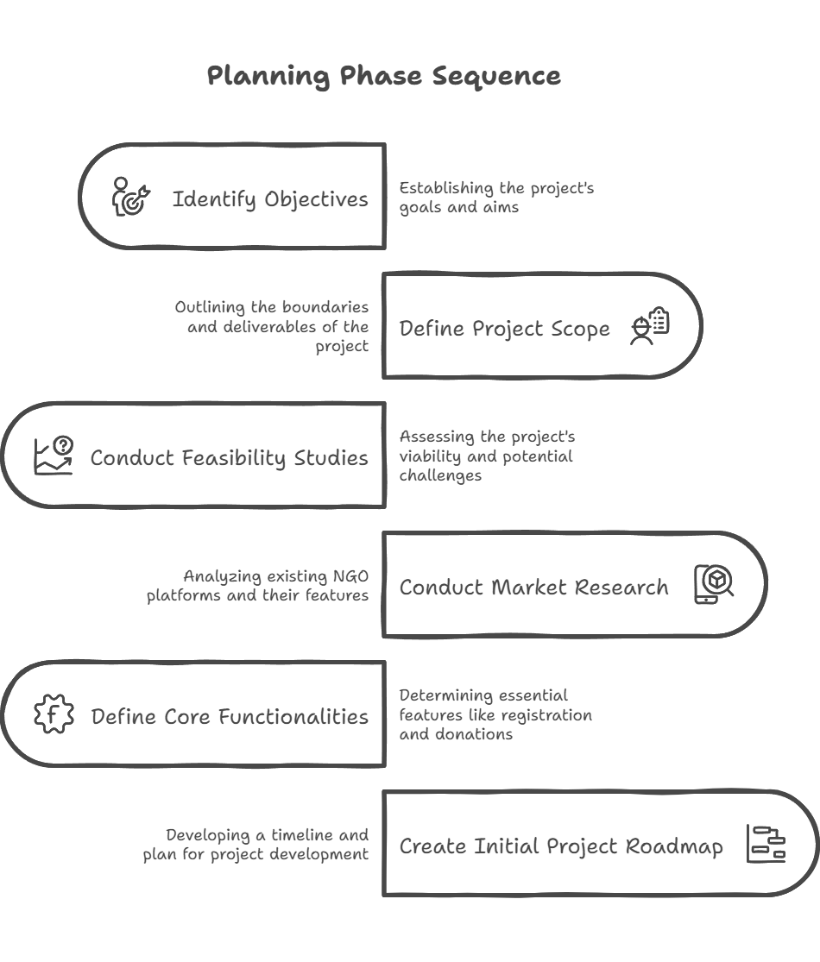 Planning Phase Sequence
Identify Objectives
Establishing the project's
goals and aims
Outlining the boundaries
and deliverables of the
project
Define Project Scope
?
Conduct Feasibility Studies
Assessing the project's
viability and potential
challenges
Analyzing existing NGO
platforms and their features
Conduct Market Research
f
Define Core Functionalities
Determining essential
features like registration
and donations
Developing a timeline and
plan for project development
Create Initial Project Roadmap